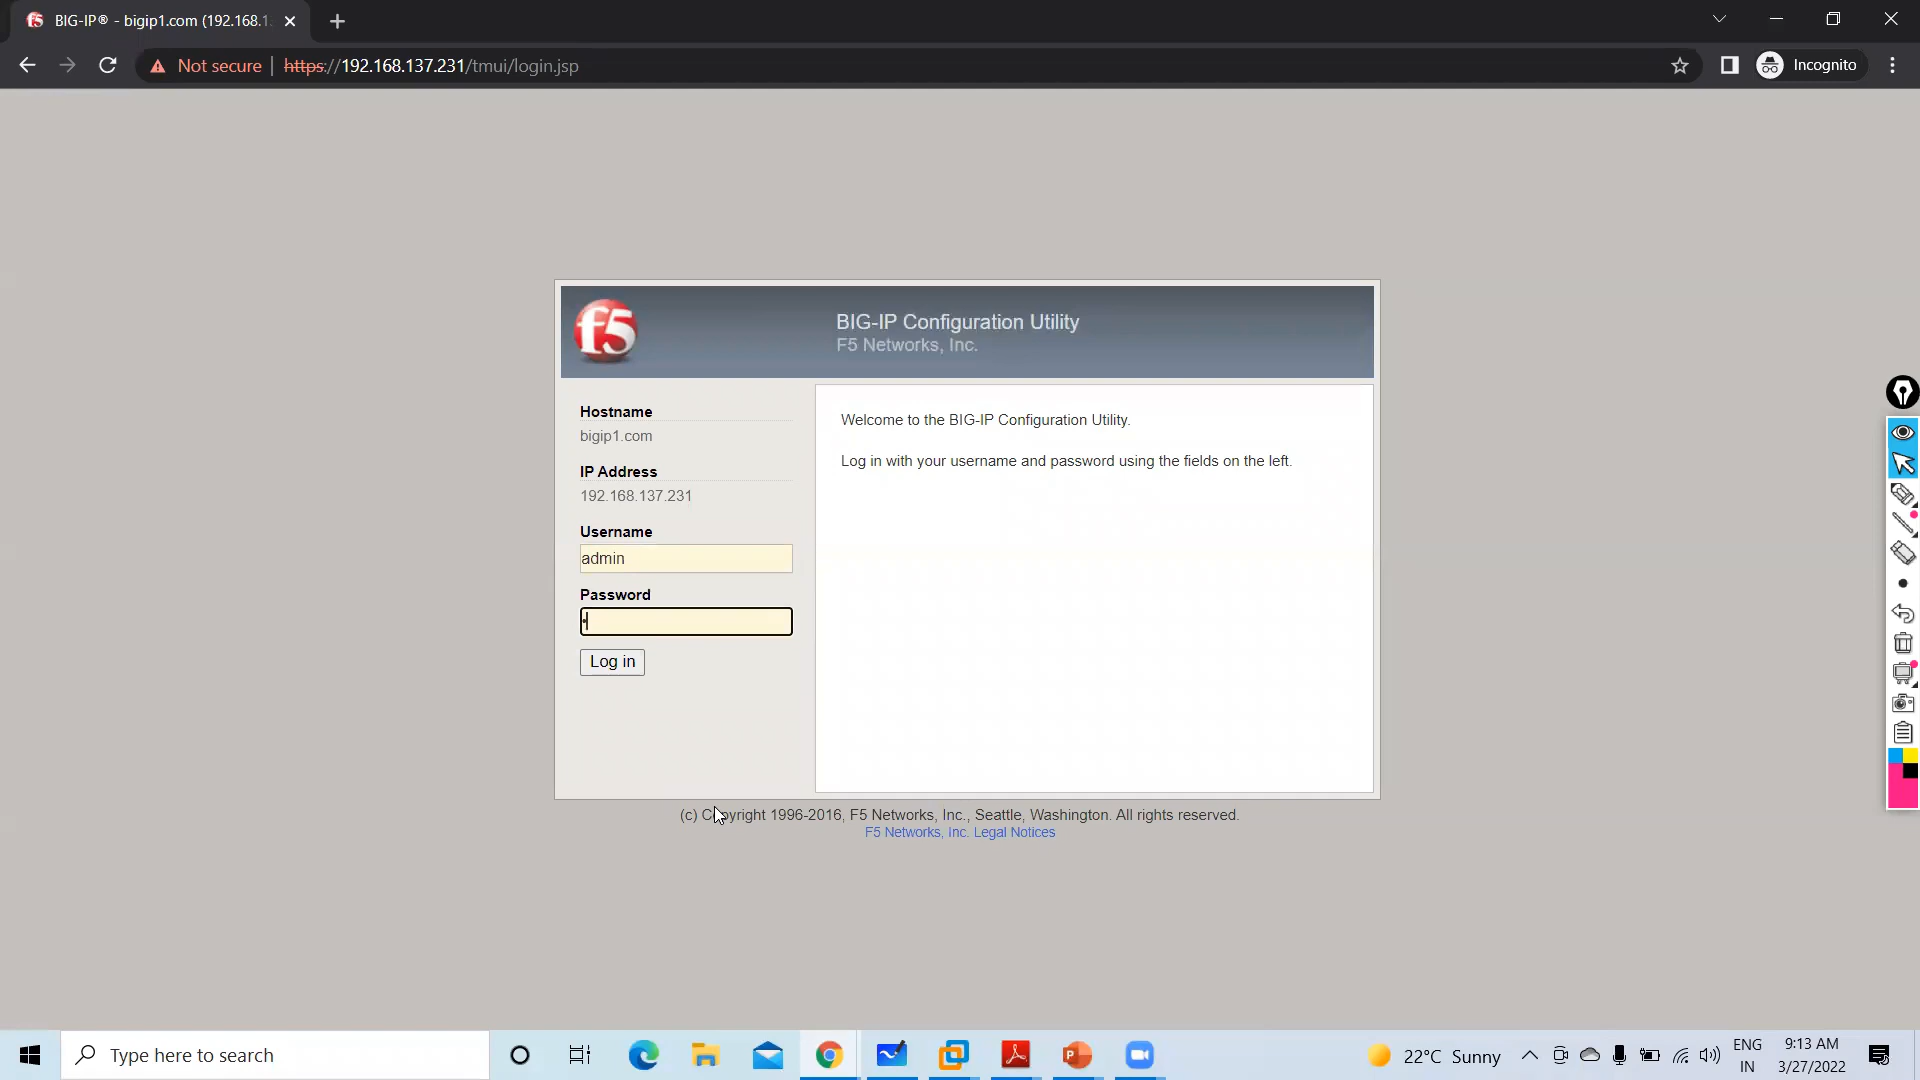 BIG-IP® - bigip1.com (192.168.1
Not secure | https://192.168.137.231/tmui/login.jsp
Incognito
f5
BIG-IP Configuration Utility
F5 Networks, Inc.
Hostname
bigip1.com
IP Address
192.168.137.231
Username
admin
Password
Log in
Welcome to the BIG-IP Configuration Utility.
Log in with your username and password using the fields on the left.
(c) Copyright 1996-2016, F5 Networks, Inc., Seattle, Washington. All rights reserved.
F5 Networks, Inc. Legal Notices
Type here to search
22°C Sunny
ENG
IN
9:13 AM
3/27/2022